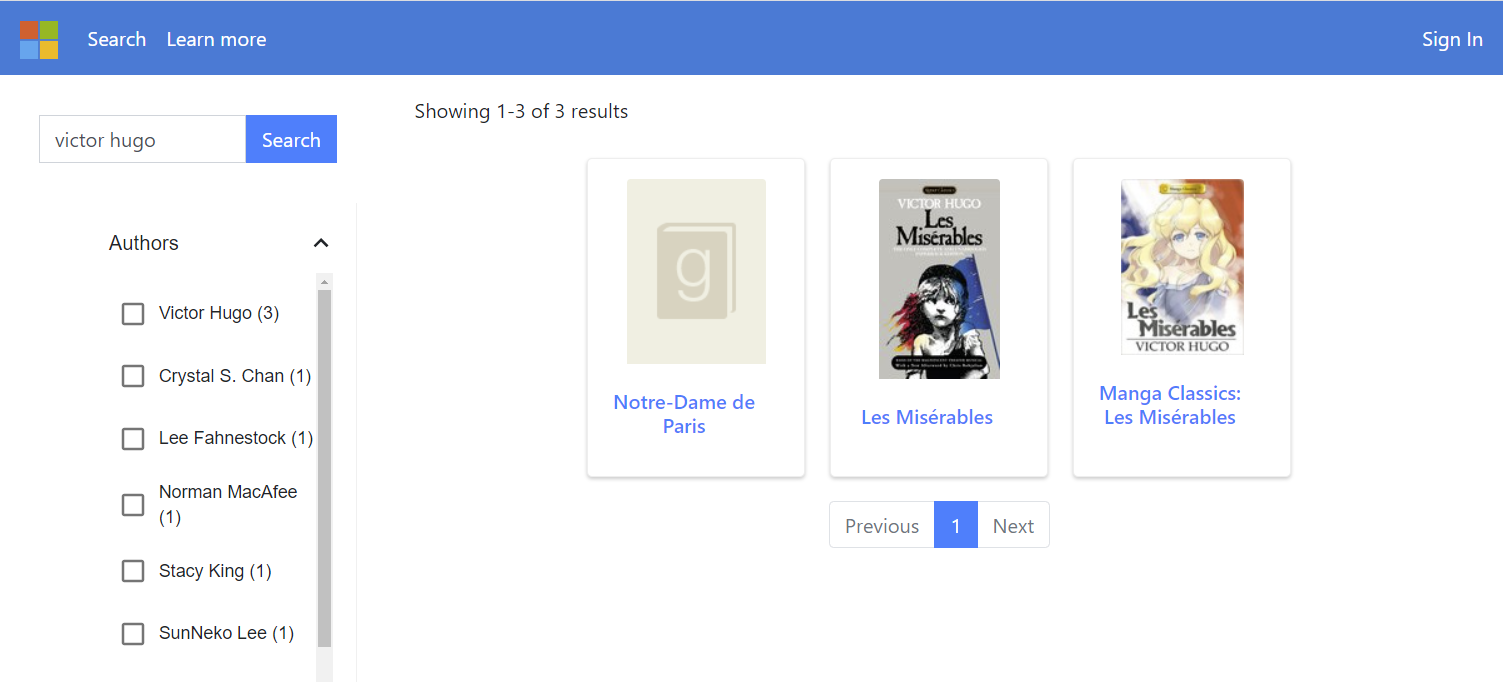 Search Learn more Sign In
victor hugo Search
Showing 1-3 of 3 results
Authors
Victor Hugo (3)
Crystal S. Chan (1)
Lee Fahnestock (1)
Norman MacAfee
(1)
Stacy King (1)
SunNeko Lee (1)
g
Notre-Dame de
Paris
VICTOR HUGO
Les
Misérables
Les Misérables
Manga Classics
Les
Misérables
VICTOR HUGO
Manga Classics:
Les Misérables
Previous 1 Next